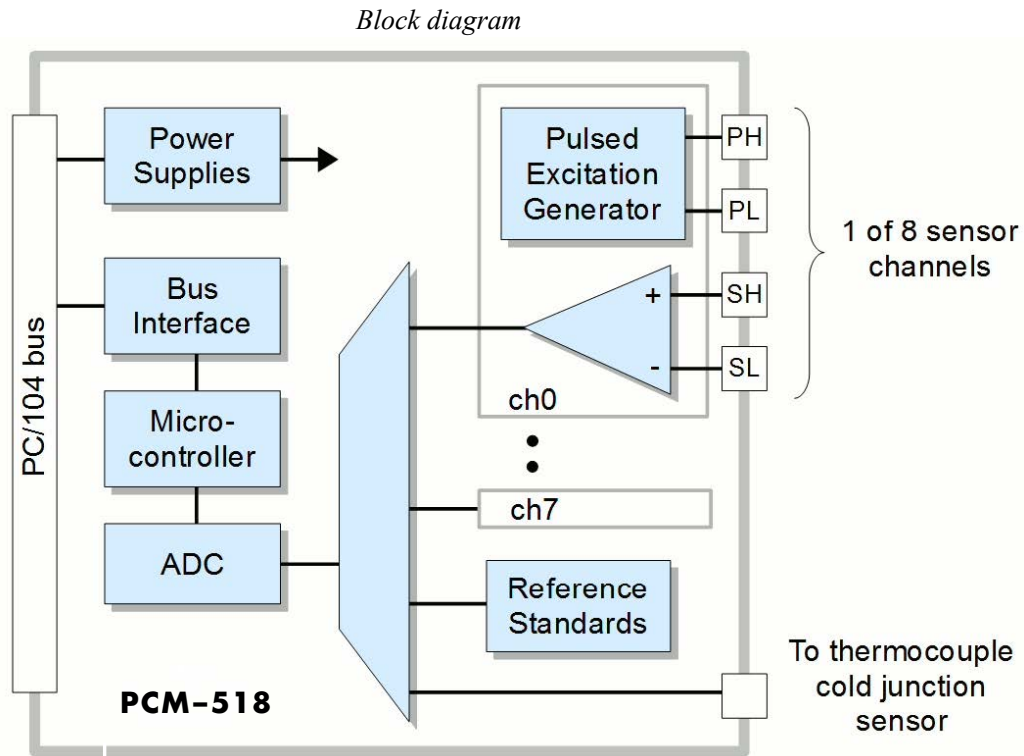 Block diagram
Power
Supplies
Pulsed
Excitation
Generator
PH
PL
1 of 8 sensor
channels
Bus
Interface
+
SH
-
SL
PC/104 bus
Micro-
controller
ch0
ch7
ADC
Reference
Standards
PCM-518
To thermocouple
cold junction
sensor